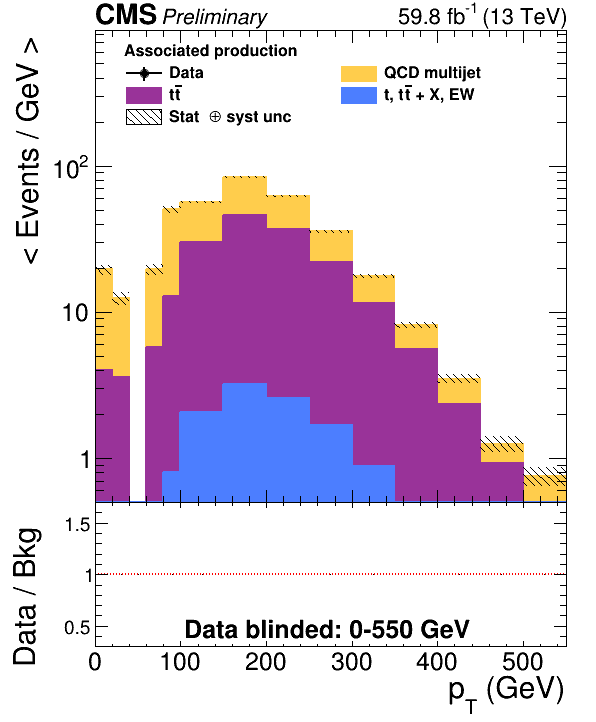 CMS Preliminary 59.8 fb⁻¹ (13 TeV)
Associated production
Data
QCD multijet
tt̄
t, tt̄ + X, EW
Stat ⊕ syst unc
< Events / GeV >
10²
10
1
Data / Bkg
1.5
1
0.5
Data blinded: 0-550 GeV
0 100 200 300 400 500
p_T (GeV)